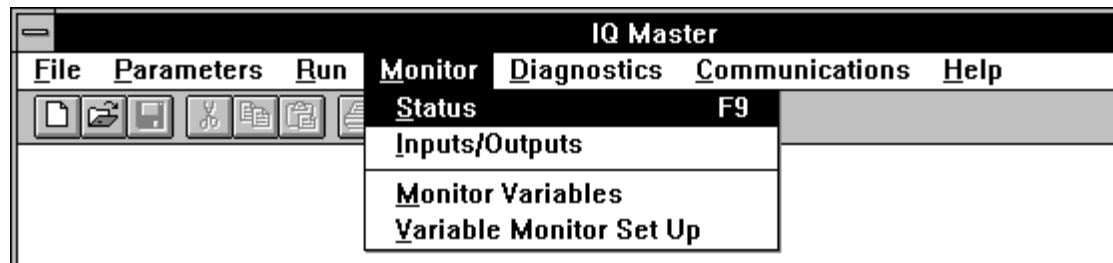 IQ Master
File Parameters Run Monitor Diagnostics Communications Help
Status F9
Inputs/Outputs
Monitor Variables
Variable Monitor Set Up